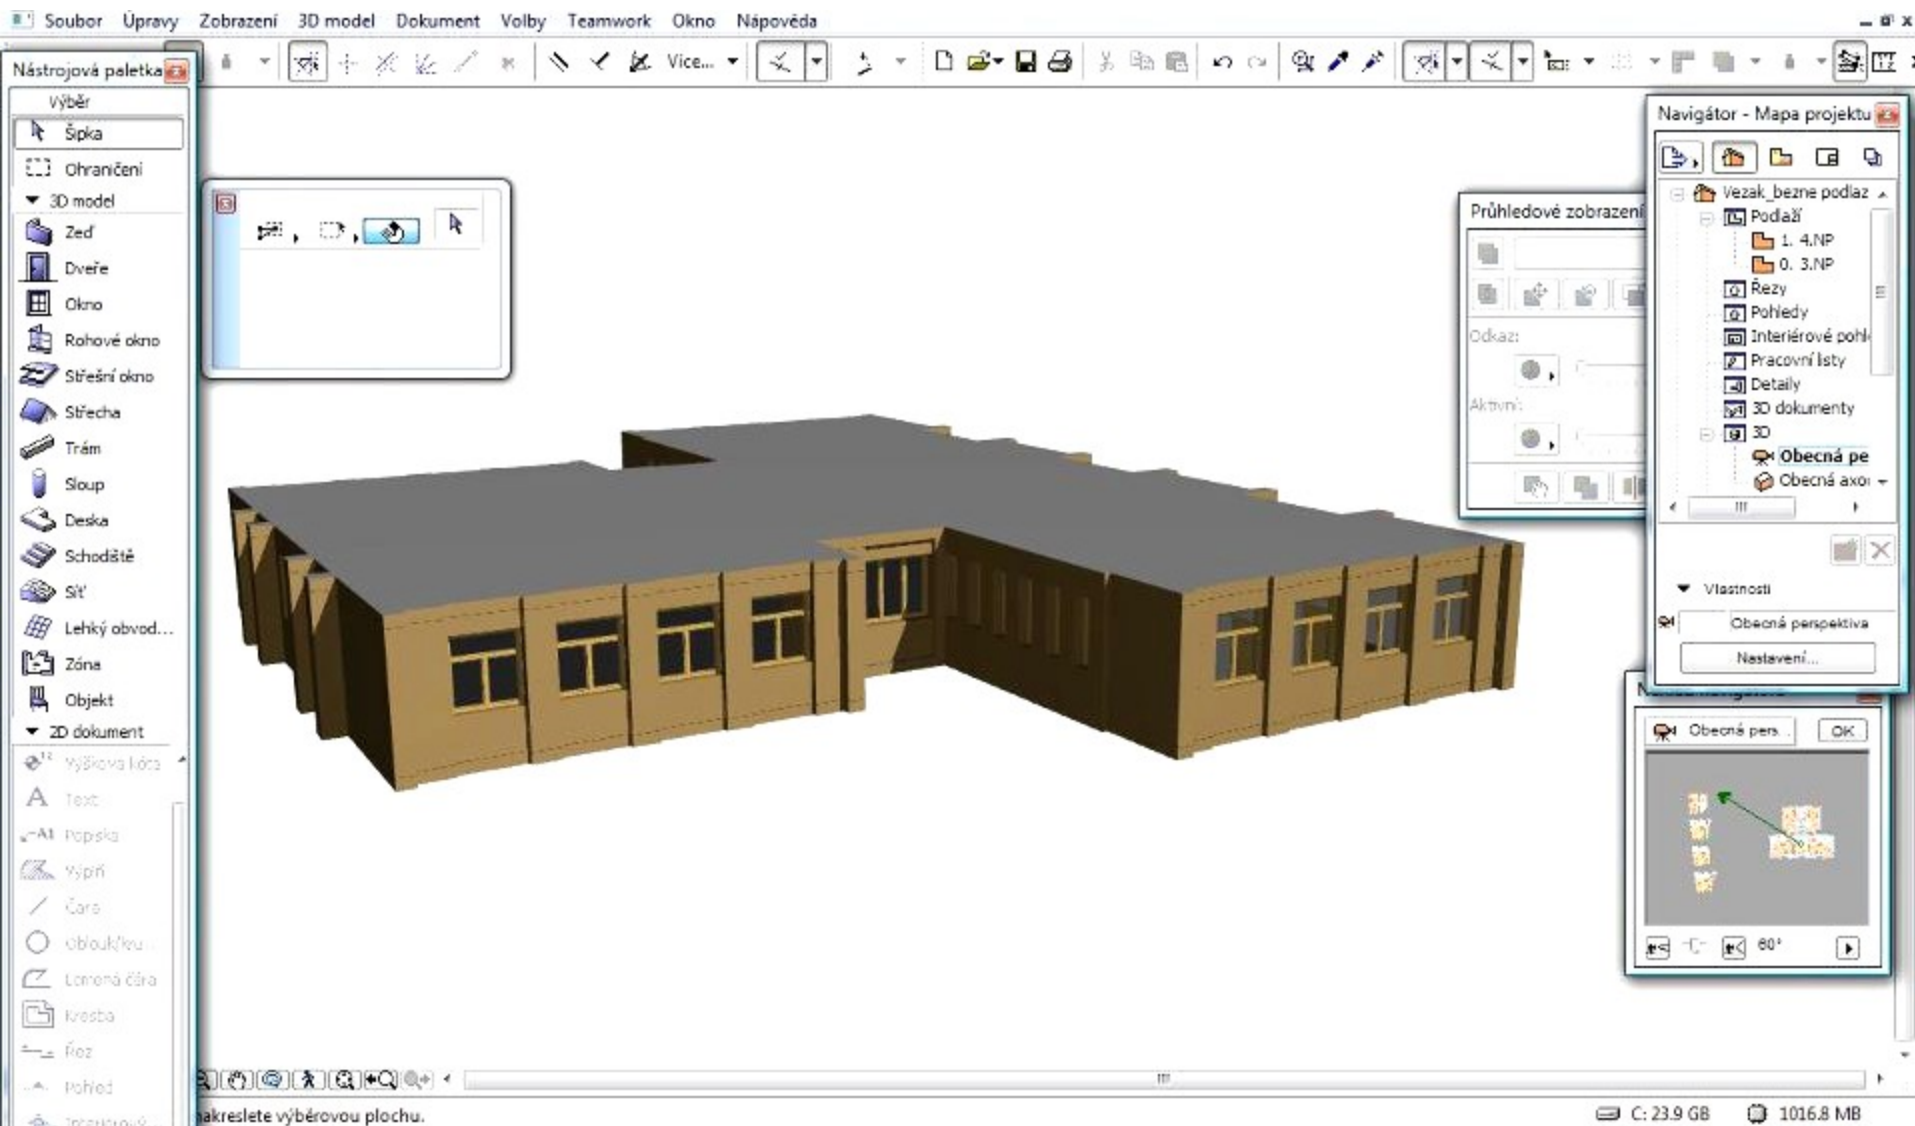 Soubor Úpravy Zobrazení 3D model Dokument Volby Teamwork Okno Nápověda
Více...
Nástrojová paletka
Výběr
Šipka
Ohraničení
3D model
Zeď
Dveře
Okno
Rohové okno
Střešní okno
Střecha
Trám
Sloup
Deska
Schodiště
Síť
Lehký obvod...
Zóna
Objekt
2D dokument
Výšková kóta
A Text
A1 Popiska
Výplň
Čára
Oblouk/kru...
Lomená čára
Kresba
Řez
Pohled
Průhledové zobrazení
Odkaz:
Aktivní:
Navigátor - Mapa projektu
Vezak_bezne podlaz
Podlaží
1. 4.NP
0. 3.NP
Řezy
Pohledy
Interiérové pohl
Pracovní listy
Detaily
3D dokumenty
3D
Obecná pe
Obecná axo
Vlastnosti
Obecná perspektiva
Nastavení...
Obecná pers...
OK
60°
nakreslete výběrovou plochu.
C: 23.9 GB
1016.8 MB